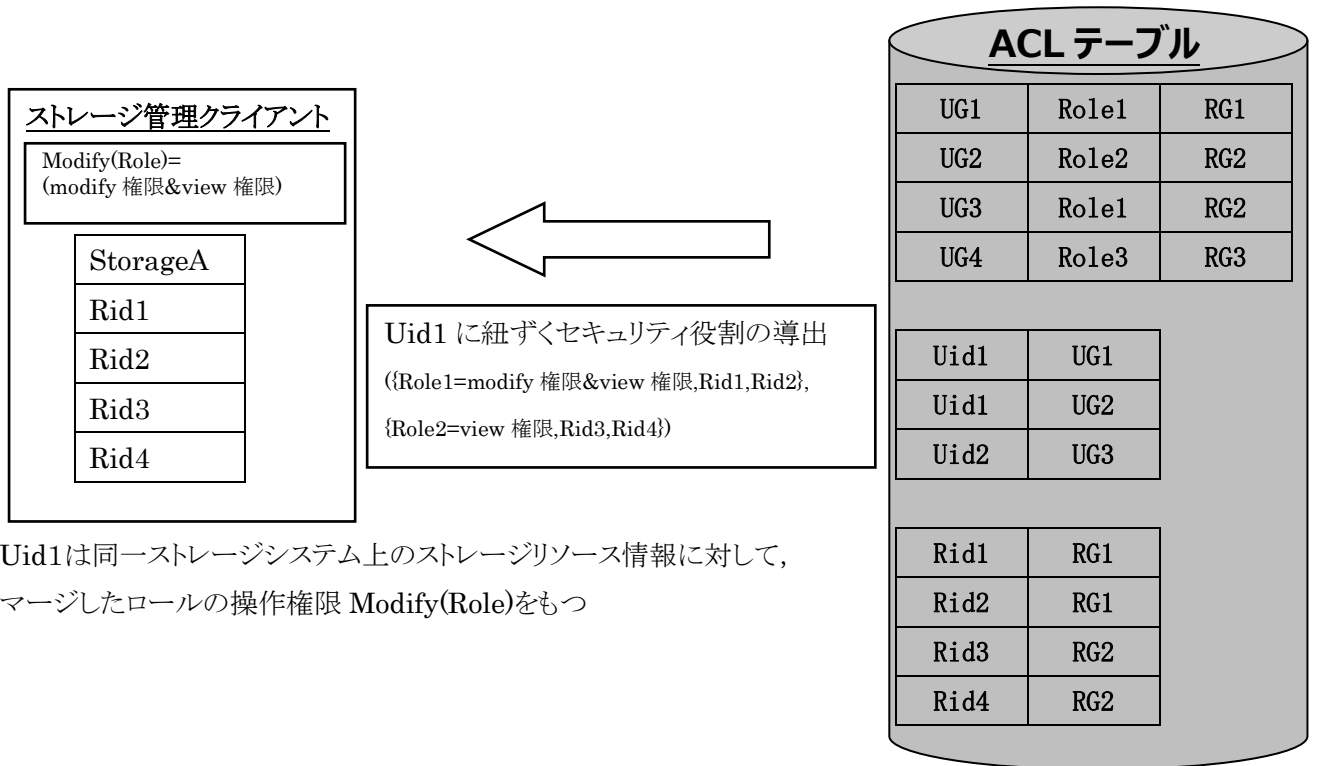 ストレージ管理クライアント
Modify(Role)=
(modify 権限&view 権限)
StorageA
Rid1
Rid2
Rid3
Rid4
Uid1 に紐ずくセキュリティ役割の導出
({Role1=modify 権限&view 権限,Rid1,Rid2},
{Role2=view 権限,Rid3,Rid4})
ACL テーブル
UG1 Role1 RG1
UG2 Role2 RG2
UG3 Role1 RG2
UG4 Role3 RG3
Uid1 UG1
Uid1 UG2
Uid2 UG3
Rid1 RG1
Rid2 RG1
Rid3 RG2
Rid4 RG2
Uid1は同一ストレージシステム上のストレージリソース情報に対して，
マージしたロールの操作権限 Modify(Role)をもつ